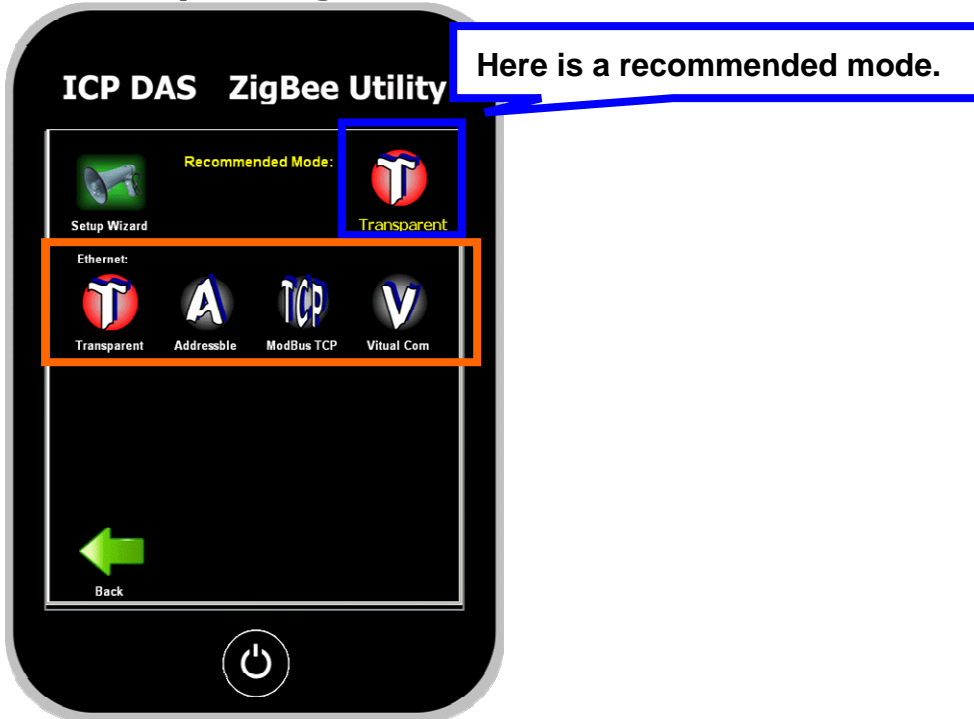 ICP DAS ZigBee Utility
Here is a recommended mode.
Recommended Mode:
T
Setup Wizard
Transparent
Ethernet:
T A TCP V
Transparent Addressble ModBus TCP Vitual Com
Back